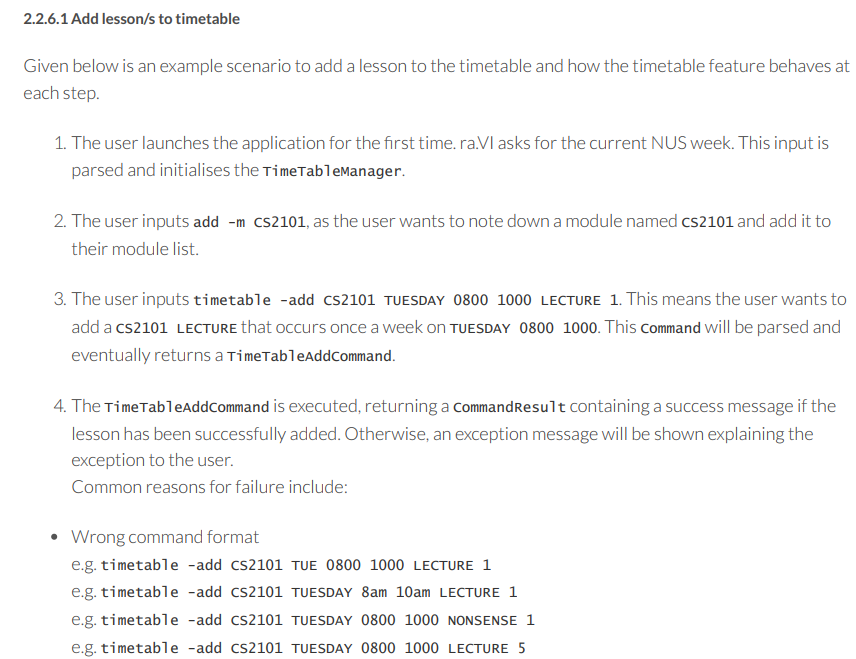 2.2.6.1 Add lesson/s to timetable
Given below is an example scenario to add a lesson to the timetable and how the timetable feature behaves at
each step.
1. The user launches the application for the first time. ra.VI asks for the current NUS week. This input is
parsed and initialises the TimeTableManager.
2. The user inputs add -m CS2101, as the user wants to note down a module named CS2101 and add it to
their module list.
3. The user inputs timetable -add CS2101 TUESDAY 0800 1000 LECTURE 1. This means the user wants to
add a CS2101 LECTURE that occurs once a week on TUESDAY 0800 1000. This Command will be parsed and
eventually returns a TimeTableAddCommand.
4. The TimeTableAddCommand is executed, returning a CommandResult containing a success message if the
lesson has been successfully added. Otherwise, an exception message will be shown explaining the
exception to the user.
Common reasons for failure include:
• Wrong command format
e.g. timetable -add CS2101 TUE 0800 1000 LECTURE 1
e.g. timetable -add CS2101 TUESDAY 8am 10am LECTURE 1
e.g. timetable -add CS2101 TUESDAY 0800 1000 NONSENSE 1
e.g. timetable -add CS2101 TUESDAY 0800 1000 LECTURE 5